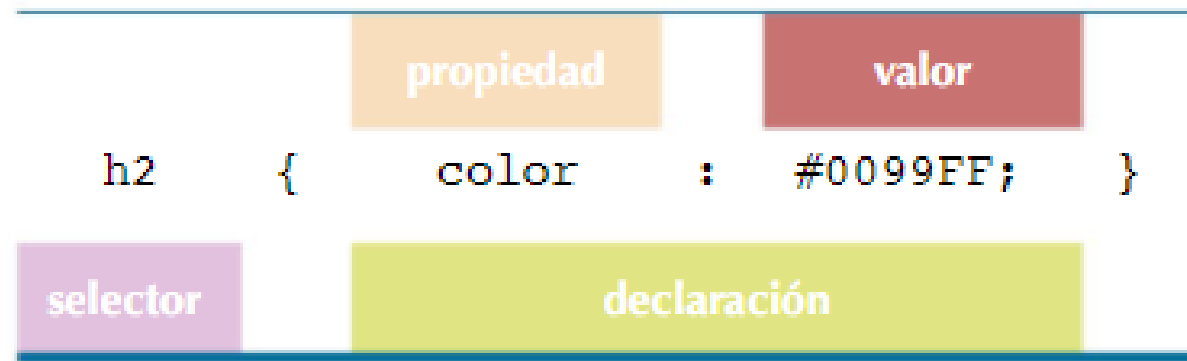 propiedad valor
h2 { color : #0099FF; }
selector declaración